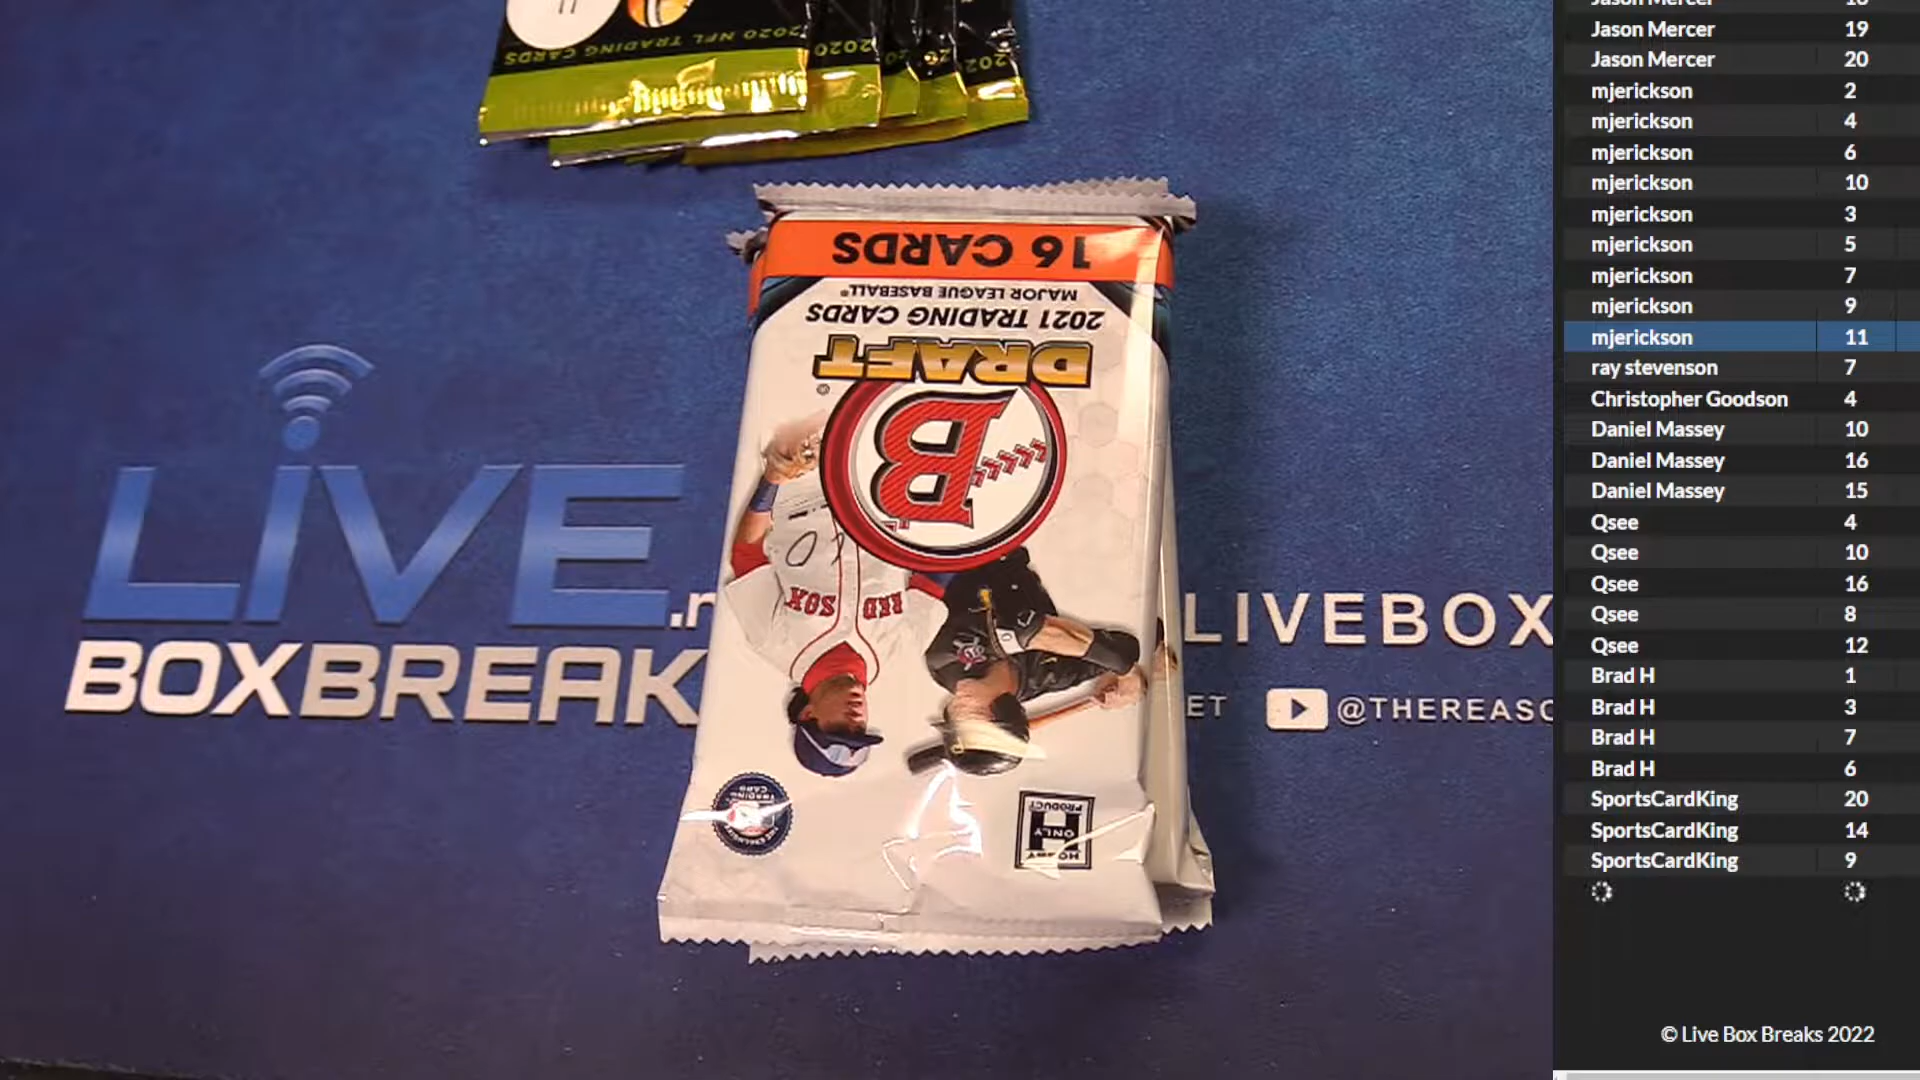 2020 NFL TRADING CARDS
2020
16 CARDS
MAJOR LEAGUE BASEBALL
2021 TRADING CARDS
DRAFT
B
RED SOX
HOBBY
ONLY
H
PRODUCT
LIVE
BOXBREAK
LIVEBOX
ET
@THEREASO
Jason Mercer 19
Jason Mercer 20
mjerickson 2
mjerickson 4
mjerickson 6
mjerickson 10
mjerickson 3
mjerickson 5
mjerickson 7
mjerickson 9
mjerickson 11
ray stevenson 7
Christopher Goodson 4
Daniel Massey 10
Daniel Massey 16
Daniel Massey 15
Qsee 4
Qsee 10
Qsee 16
Qsee 8
Qsee 12
Brad H 1
Brad H 3
Brad H 7
Brad H 6
SportsCardKing 20
SportsCardKing 14
SportsCardKing 9
© Live Box Breaks 2022